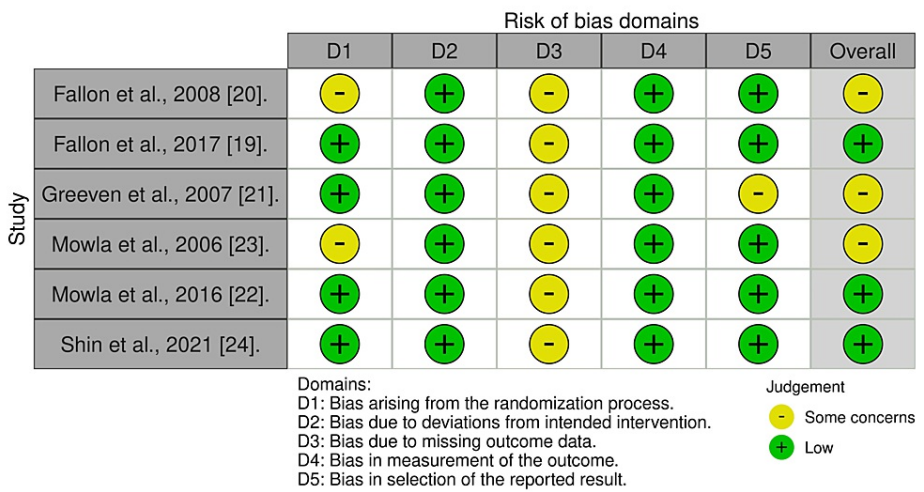 Risk of bias domains
D1 D2 D3 D4 D5 Overall
Study
Fallon et al., 2008 [20]. - + - + + -
Fallon et al., 2017 [19]. + + - + + +
Greeven et al., 2007 [21]. + + - + - -
Mowla et al., 2006 [23]. - + - + + -
Mowla et al., 2016 [22]. + + - + + +
Shin et al., 2021 [24]. + + - + + +
Domains:
D1: Bias arising from the randomization process.
D2: Bias due to deviations from intended intervention.
D3: Bias due to missing outcome data.
D4: Bias in measurement of the outcome.
D5: Bias in selection of the reported result.
Judgement
- Some concerns
+ Low